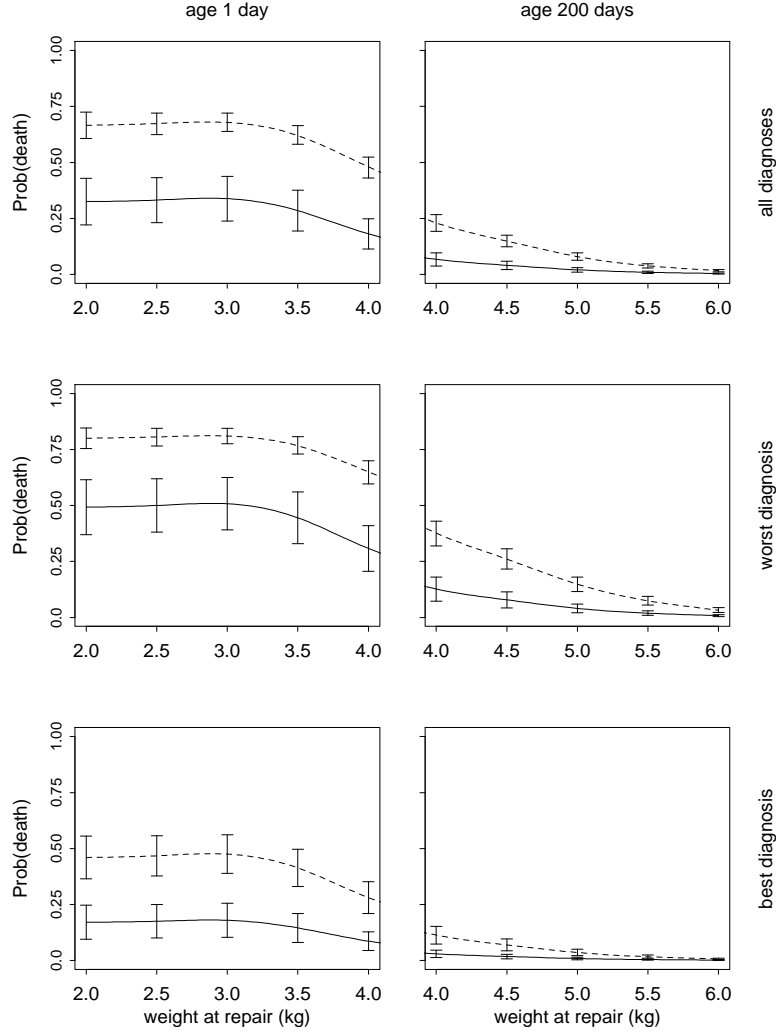 age 1 day age 200 days
Prob(death)
0.0 0.25 0.50 0.75 1.00
2.0 2.5 3.0 3.5 4.0
4.0 4.5 5.0 5.5 6.0
all diagnoses
Prob(death)
0.0 0.25 0.50 0.75 1.00
2.0 2.5 3.0 3.5 4.0
4.0 4.5 5.0 5.5 6.0
worst diagnosis
Prob(death)
0.0 0.25 0.50 0.75 1.00
2.0 2.5 3.0 3.5 4.0
4.0 4.5 5.0 5.5 6.0
best diagnosis
weight at repair (kg) weight at repair (kg)